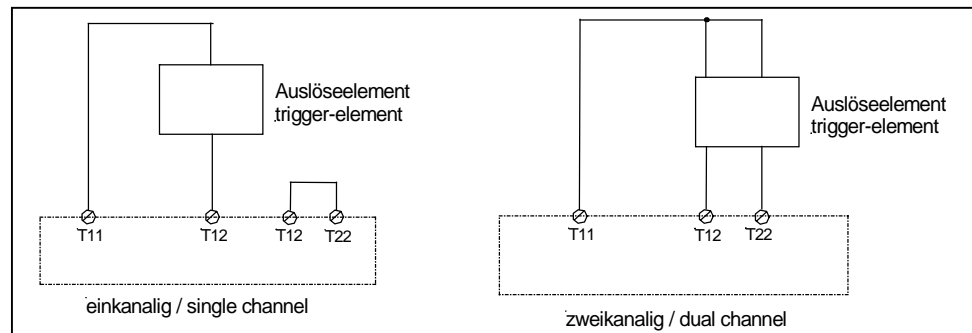 Auslöseelement
trigger-element
T11
T12
T12
T22
einkanalig / single channel
Auslöseelement
trigger-element
T11
T12
T22
zweikanalig / dual channel